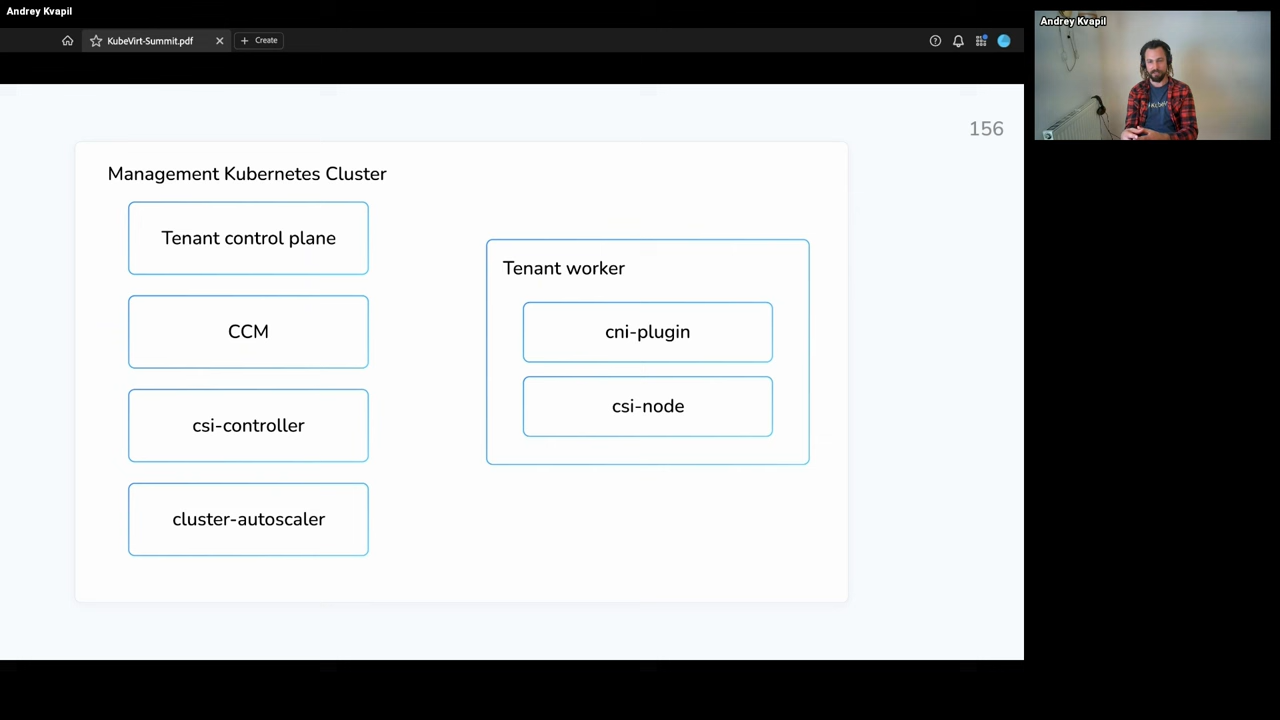 Andrey Kvapil
KubeVirt-Summit.pdf
Create
Andrey Kvapil
156
Management Kubernetes Cluster
Tenant control plane
CCM
csi-controller
cluster-autoscaler
Tenant worker
cni-plugin
csi-node